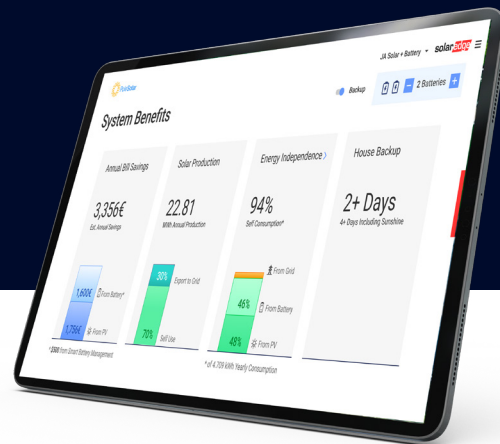 JA Solar + Battery
solaredge
Backup
2 Batteries
System Benefits
Annual Bill Savings
3,356€
Est. Annual Savings
1,600€
From Battery*
1,756€
From PV
* $500 from Smart Battery Management
Solar Production
22.81
MWh Annual Production
30%
Export to Grid
70%
Self Use
Energy Independence >
94%
Self Consumption*
From Grid
46%
From Battery
48%
From PV
* of 4,709 kWh Yearly Consumption
House Backup
2+ Days
4+ Days Including Sunshine